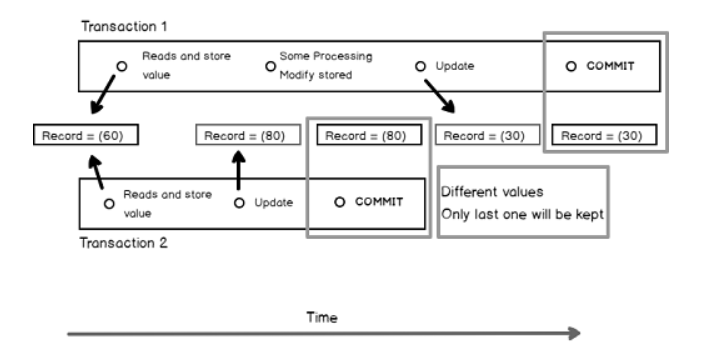 Transaction 1
Reads and store
value
Some Processing
Modify stored
Update
COMMIT
Record = (60)
Record = (80)
Record = (80)
Record = (30)
Record = (30)
Reads and store
value
Update
COMMIT
Different values
Only last one will be kept
Transaction 2
Time